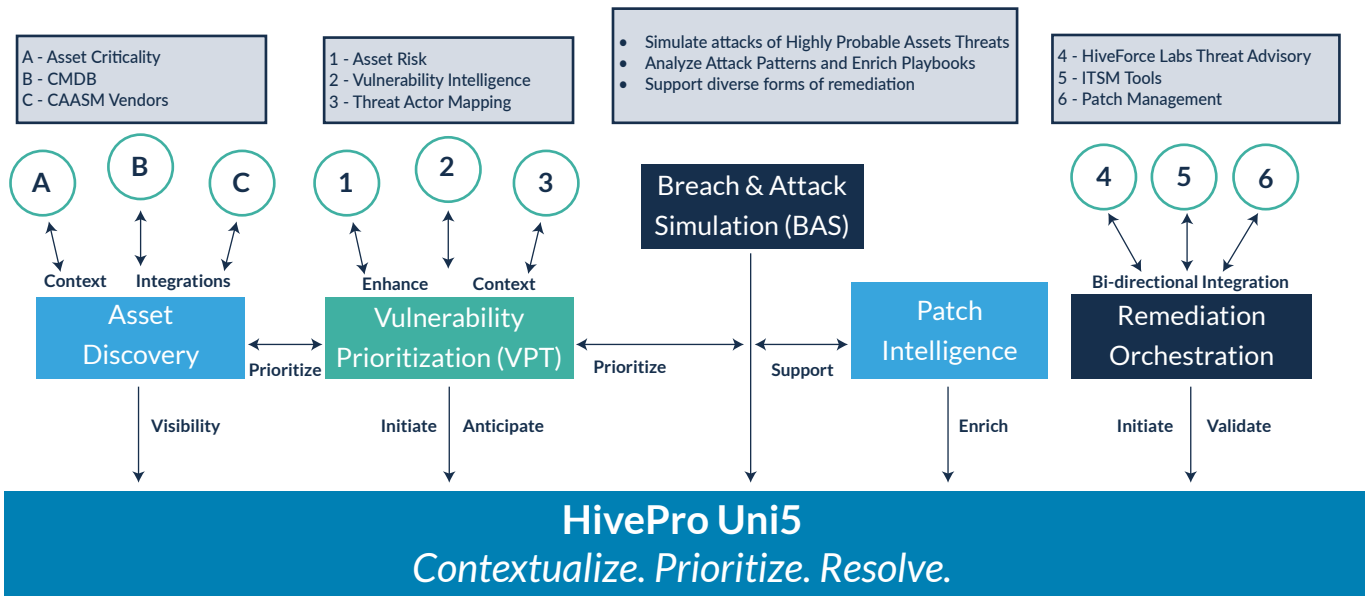 A - Asset Criticality
B - CMDB
C - CAASM Vendors
1 - Asset Risk
2 - Vulnerability Intelligence
3 - Threat Actor Mapping
• Simulate attacks of Highly Probable Assets Threats
• Analyze Attack Patterns and Enrich Playbooks
• Support diverse forms of remediation
4 - HiveForce Labs Threat Advisory
5 - ITSM Tools
6 - Patch Management
A
B
C
1
2
3
Breach & Attack
Simulation (BAS)
4
5
6
Context
Integrations
Enhance
Context
Bi-directional Integration
Asset
Discovery
Prioritize
Vulnerability
Prioritization (VPT)
Prioritize
Support
Patch
Intelligence
Remediation
Orchestration
Visibility
Initiate
Anticipate
Enrich
Initiate
Validate
HivePro Uni5
Contextualize. Prioritize. Resolve.